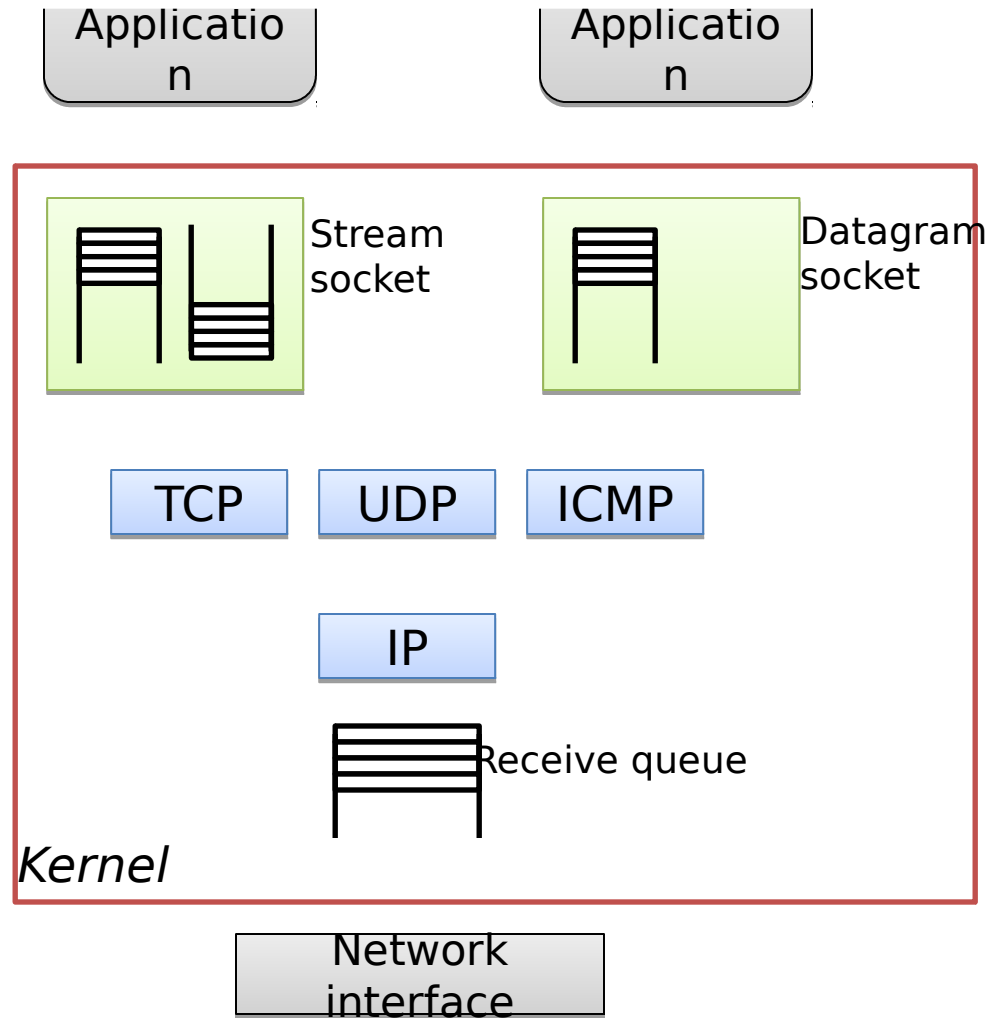 Applicatio
n
Applicatio
n
Stream
socket
Datagram
socket
TCP
UDP
ICMP
IP
Receive queue
Kernel
Network
interface